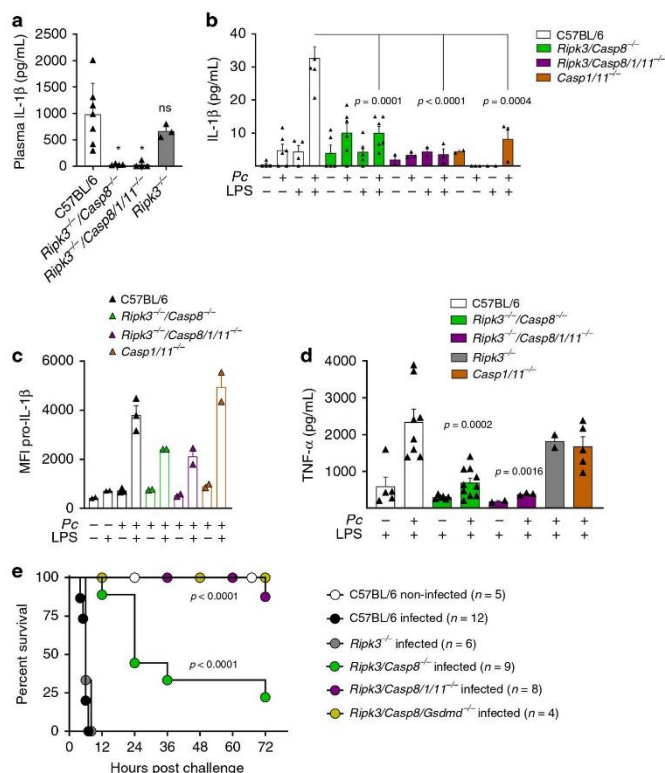 a
Plasma IL-1β (pg/mL)
2500
2000
1500
1000
500
0
* * ns
C57BL/6
Ripk3–/–/Casp8–/–
Ripk3–/–/Casp8/1/11–/–
Ripk3–/–
b
IL-1β (pg/mL)
40
30
20
10
0
C57BL/6
Ripk3/Casp8–/–
Ripk3/Casp8/1/11–/–
Casp1/11–/–
p = 0.0001 p < 0.0001 p = 0.0004
Pc – + – + – + – + – + – + – + – +
LPS – – + + – – + + – – + + – – + +
c
C57BL/6
Ripk3–/–/Casp8–/–
Ripk3–/–/Casp8/1/11–/–
Casp1/11–/–
MFI pro-IL-1β
6000
4000
2000
0
Pc – – + + + + + + + +
LPS – + – + – + – + – +
d
C57BL/6
Ripk3–/–/Casp8–/–
Ripk3–/–/Casp8/1/11–/–
Ripk3–/–
Casp1/11–/–
TNF-α (pg/mL)
4000
3000
2000
1000
0
p = 0.0002
p = 0.0016
Pc – + – + – + + +
LPS + + + + + + + +
e
Percent survival
100
75
50
25
0
p < 0.0001
p < 0.0001
0 12 24 36 48 60 72
Hours post challenge
C57BL/6 non-infected (n = 5)
C57BL/6 infected (n = 12)
Ripk3–/– infected (n = 6)
Ripk3/Casp8–/– infected (n = 9)
Ripk3/Casp8/1/11–/– infected (n = 8)
Ripk3/Casp8/Gsdmd–/– infected (n = 4)